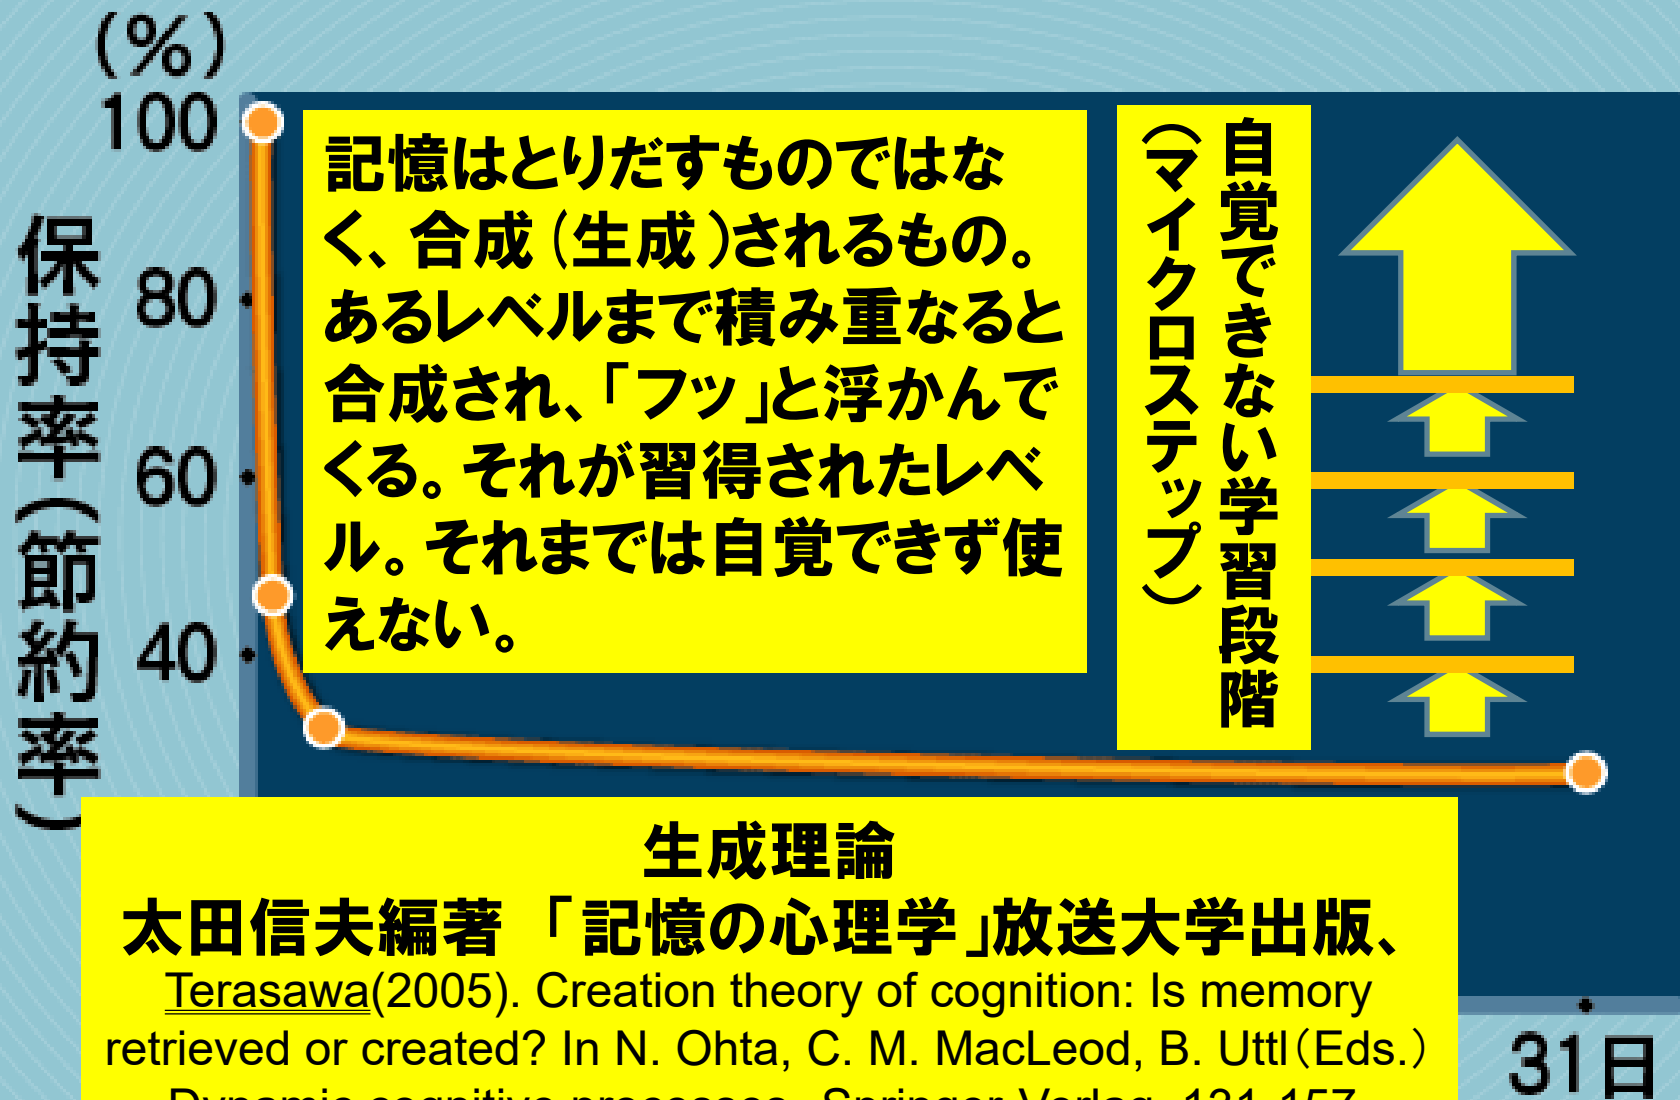 (%)
100
80
60
40
保持率(節約率)
記憶はとりだすものではな
く、合成(生成)されるもの。
あるレベルまで積み重なると
合成され、「フッ」と浮かんで
くる。それが習得されたレベ
ル。それまでは自覚できず使
えない。
自覚できない学習段階
(マイクロステップ)
生成理論
太田信夫編著 「記憶の心理学」放送大学出版、
Terasawa(2005). Creation theory of cognition: Is memory
retrieved or created? In N. Ohta, C. M. MacLeod, B. Uttl(Eds.)
Dynamic cognitive processes, Springer-Verlag, 131-157
31日